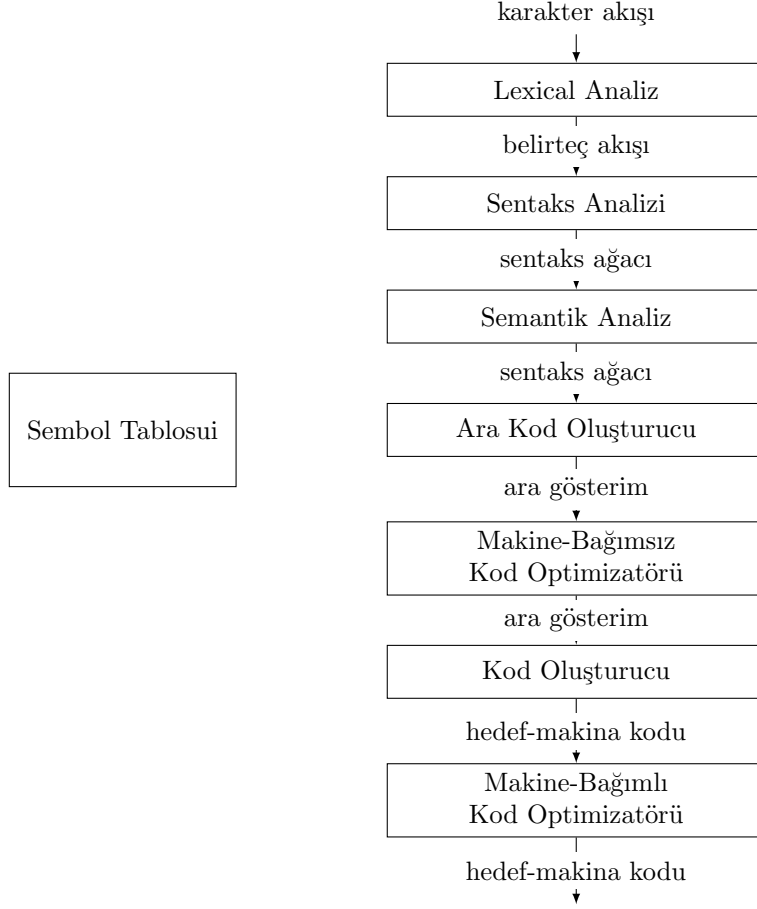 karakter akışı
Lexical Analiz
belirteç akışı
Sentaks Analizi
sentaks ağacı
Semantik Analiz
sentaks ağacı
Sembol Tablosui
Ara Kod Oluşturucu
ara gösterim
Makine-Bağımsız
Kod Optimizatörü
ara gösterim
Kod Oluşturucu
hedef-makina kodu
Makine-Bağımlı
Kod Optimizatörü
hedef-makina kodu